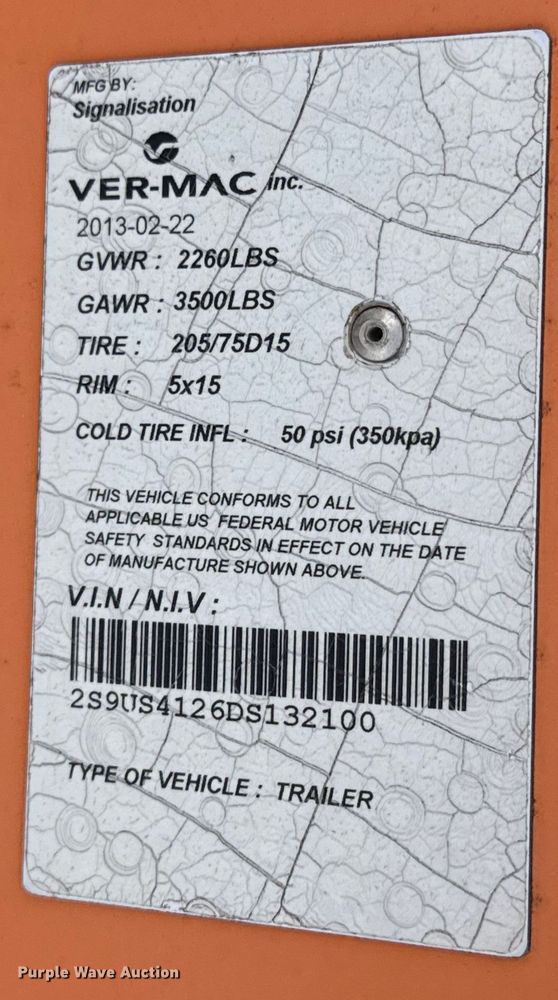 MFG BY:
Signalisation
VER-MAC inc.
2013-02-22
GVWR : 2260LBS
GAWR : 3500LBS
TIRE : 205/75D15
RIM : 5x15
COLD TIRE INFL : 50 psi (350kpa)
THIS VEHICLE CONFORMS TO ALL
APPLICABLE US FEDERAL MOTOR VEHICLE
SAFETY STANDARDS IN EFFECT ON THE DATE
OF MANUFACTURE SHOWN ABOVE.
V.I.N / N.I.V :
2S9US4126DS132100
TYPE OF VEHICLE : TRAILER
Purple Wave Auction